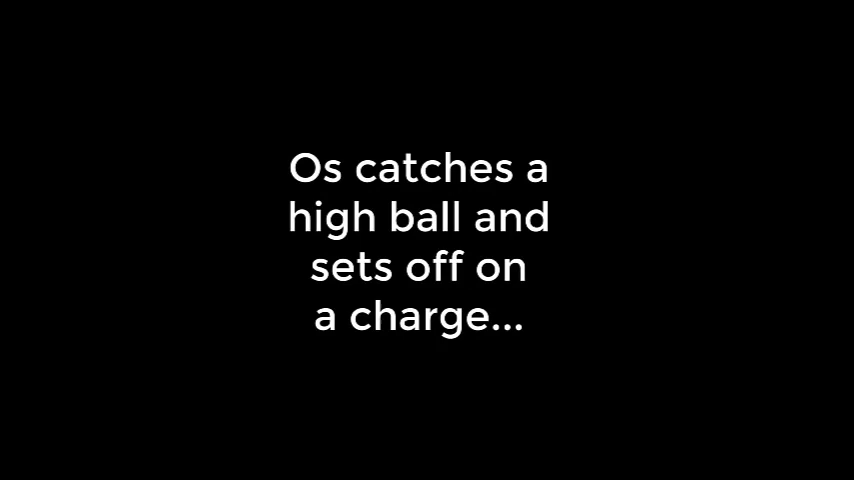 Os catches a
high ball and
sets off on
a charge...